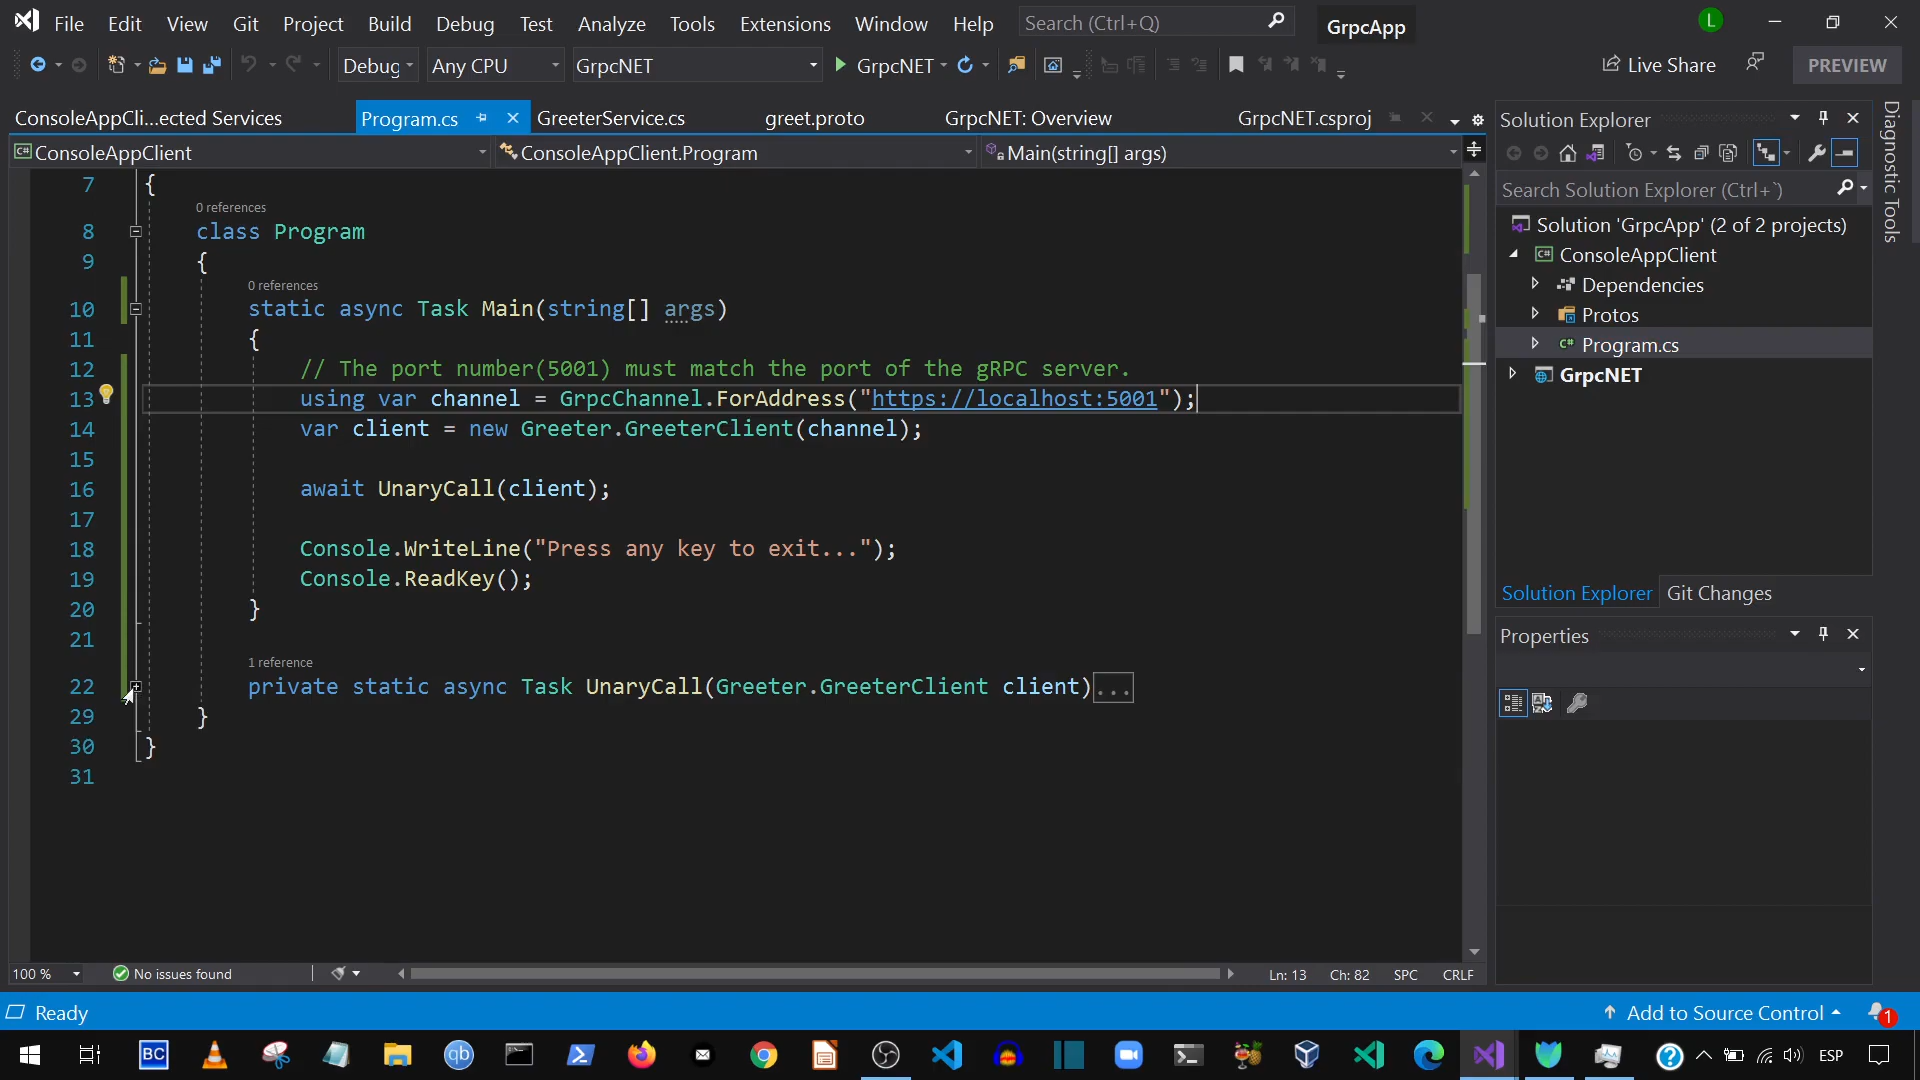 File Edit View Git Project Build Debug Test Analyze Tools Extensions Window Help Search (Ctrl+Q) GrpcApp L
Debug Any CPU GrpcNET GrpcNET Live Share PREVIEW
ConsoleAppCli...ected Services Program.cs GreeterService.cs greet.proto GrpcNET: Overview GrpcNET.csproj
ConsoleAppClient ConsoleAppClient.Program Main(string[] args)
7 {
0 references
8 class Program
9 {
0 references
10 static async Task Main(string[] args)
11 {
12 // The port number(5001) must match the port of the gRPC server.
13 using var channel = GrpcChannel.ForAddress("https://localhost:5001");
14 var client = new Greeter.GreeterClient(channel);
15
16 await UnaryCall(client);
17
18 Console.WriteLine("Press any key to exit...");
19 Console.ReadKey();
20 }
21
1 reference
22 private static async Task UnaryCall(Greeter.GreeterClient client)...
29 }
30 }
31
100 % No issues found Ln: 13 Ch: 82 SPC CRLF
Solution Explorer
Search Solution Explorer (Ctrl+`)
Solution 'GrpcApp' (2 of 2 projects)
ConsoleAppClient
Dependencies
Protos
C# Program.cs
GrpcNET
Solution Explorer Git Changes
Properties
Diagnostic Tools
Ready Add to Source Control 1
BC qb ESP